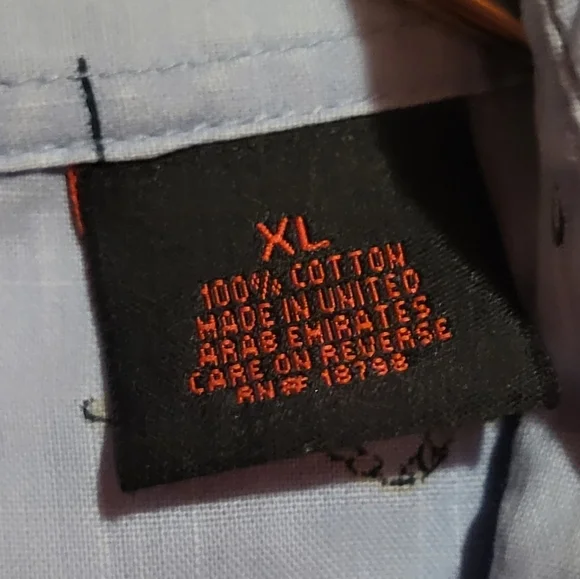 XL
100% COTTON
MADE IN UNITED
ARAB EMIRATES
CARE ON REVERSE
RN # 18798